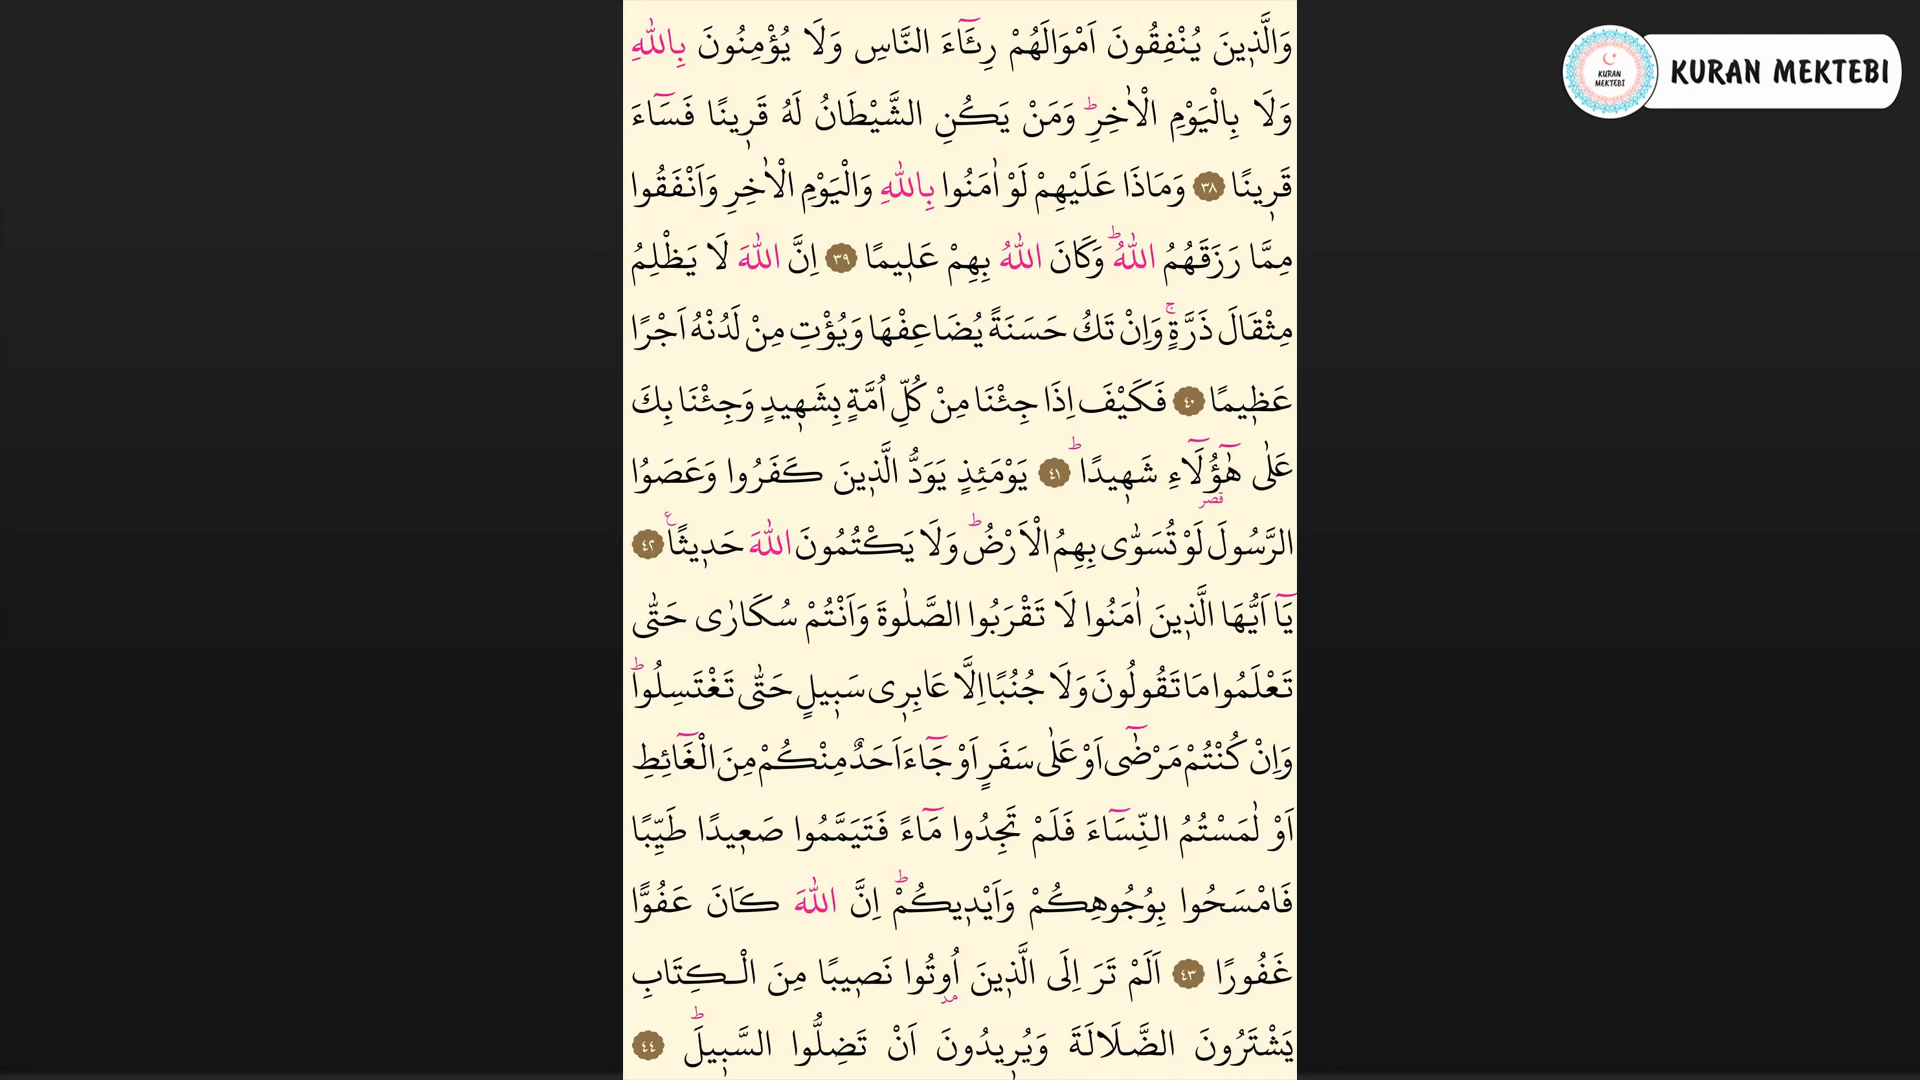 وَالَّذ۪ينَ يُنْفِقُونَ اَمْوَالَهُمْ رِئَٓاءَ النَّاسِ وَلَا يُؤْمِنُونَ بِاللّٰهِ
وَلَا بِالْيَوْمِ الْاٰخِرِۜ وَمَنْ يَكُنِ الشَّيْطَانُ لَهُ قَر۪ينًا فَسَٓاءَ
قَر۪ينًا ٣٨ وَمَاذَا عَلَيْهِمْ لَوْ اٰمَنُوا بِاللّٰهِ وَالْيَوْمِ الْاٰخِرِ وَاَنْفَقُوا
مِمَّا رَزَقَهُمُ اللّٰهُۜ وَكَانَ اللّٰهُ بِهِمْ عَل۪يمًا ٣٩ اِنَّ اللّٰهَ لَا يَظْلِمُ
مِثْقَالَ ذَرَّةٍۚ وَاِنْ تَكُ حَسَنَةً يُضَاعِفْهَا وَيُؤْتِ مِنْ لَدُنْهُ اَجْرًا
عَظ۪يمًا ٤٠ فَكَيْفَ اِذَا جِئْنَا مِنْ كُلِّ اُمَّةٍ بِشَه۪يدٍ وَجِئْنَا بِكَ
عَلٰى هٰٓؤُ۬لَٓاءِ شَه۪يدًاۜ ٤١ يَوْمَئِذٍ يَوَدُّ الَّذ۪ينَ كَفَرُوا وَعَصَوُا
قصر
الرَّسُولَ لَوْ تُسَوّٰى بِهِمُ الْاَرْضُۜ وَلَا يَكْتُمُونَ اللّٰهَ حَد۪يثًا ع ٤٢
يَٓا اَيُّهَا الَّذ۪ينَ اٰمَنُوا لَا تَقْرَبُوا الصَّلٰوةَ وَاَنْتُمْ سُكَارٰى حَتّٰى
تَعْلَمُوا مَا تَقُولُونَ وَلَا جُنُبًا اِلَّا عَابِر۪ى سَب۪يلٍ حَتّٰى تَغْتَسِلُواۜ
وَاِنْ كُنْتُمْ مَرْضٰٓى اَوْ عَلٰى سَفَرٍ اَوْ جَٓاءَ اَحَدٌ مِنْكُمْ مِنَ الْغَٓائِطِ
اَوْ لٰمَسْتُمُ النِّسَٓاءَ فَلَمْ تَجِدُوا مَٓاءً فَتَيَمَّمُوا صَع۪يدًا طَيِّبًا
فَامْسَحُوا بِوُجُوهِكُمْ وَاَيْد۪يكُمْۜ اِنَّ اللّٰهَ كَانَ عَفُوًّا
غَفُورًا ٤٣ اَلَمْ تَرَ اِلَى الَّذ۪ينَ اُو۫تُوا نَص۪يبًا مِنَ الْكِتَابِ
مد
يَشْتَرُونَ الضَّلَالَةَ وَيُر۪يدُونَ اَنْ تَضِلُّوا السَّب۪يلَۜ ٤٤
KURAN
MEKTEBI
KURAN MEKTEBI